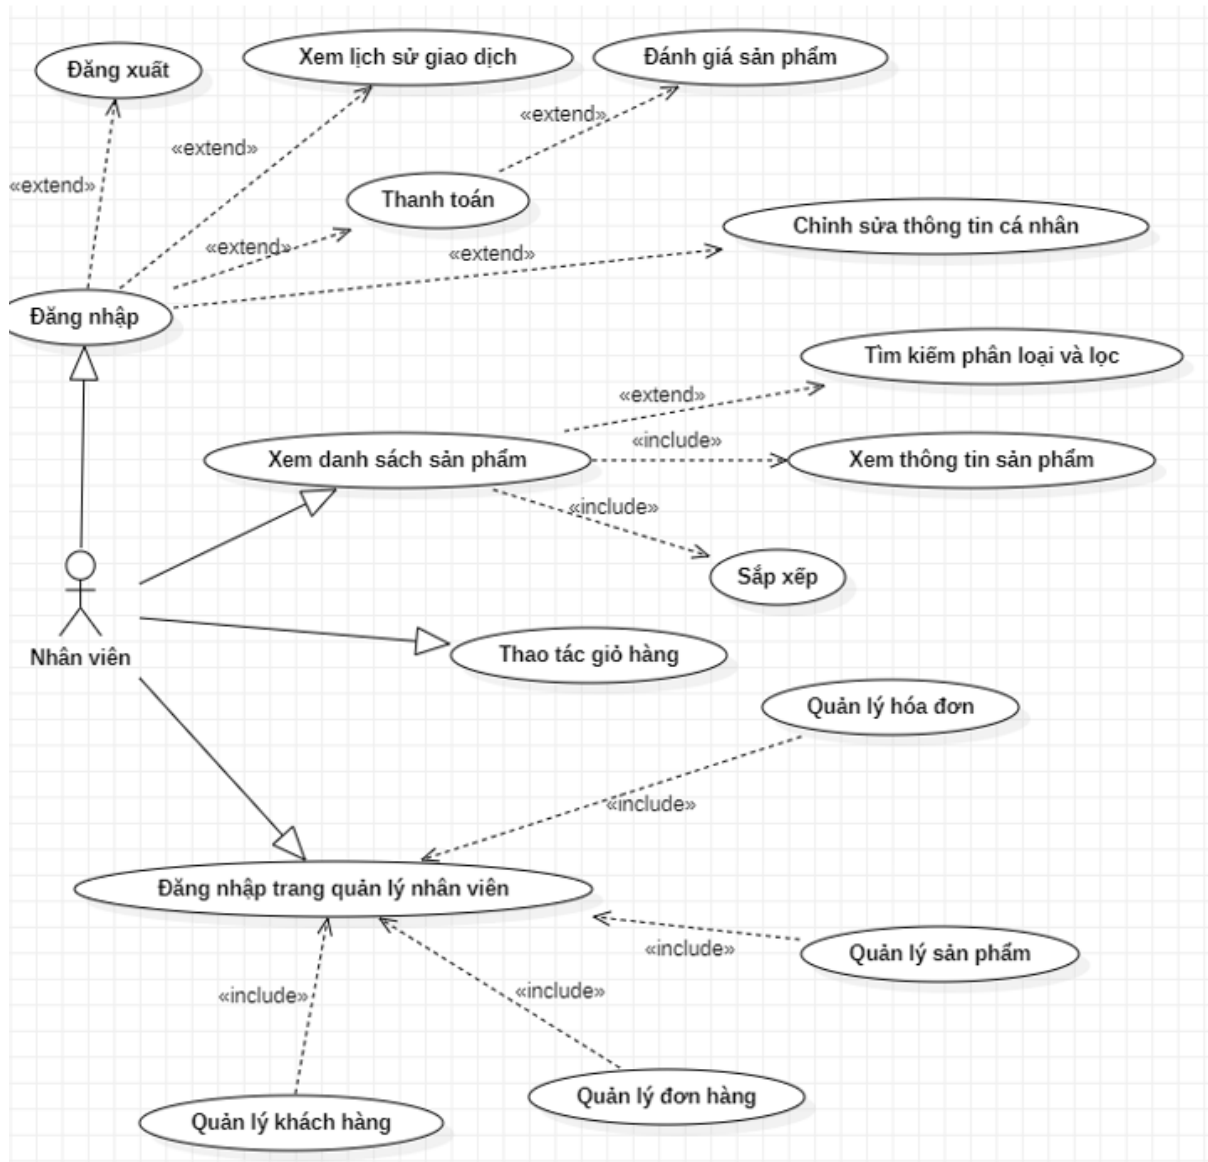 Xem lịch sử giao dịch
Đánh giá sản phẩm
Đăng xuất
«extend»
«extend»
«extend»
Thanh toán
Chỉnh sửa thông tin cá nhân
«extend»
«extend»
Đăng nhập
Tìm kiếm phân loại và lọc
«extend»
«include»
Xem danh sách sản phẩm
Xem thông tin sản phẩm
«include»
Sắp xếp
Nhân viên
Thao tác giỏ hàng
Quản lý hóa đơn
«include»
Đăng nhập trang quản lý nhân viên
«include»
Quản lý sản phẩm
«include»
«include»
Quản lý đơn hàng
Quản lý khách hàng